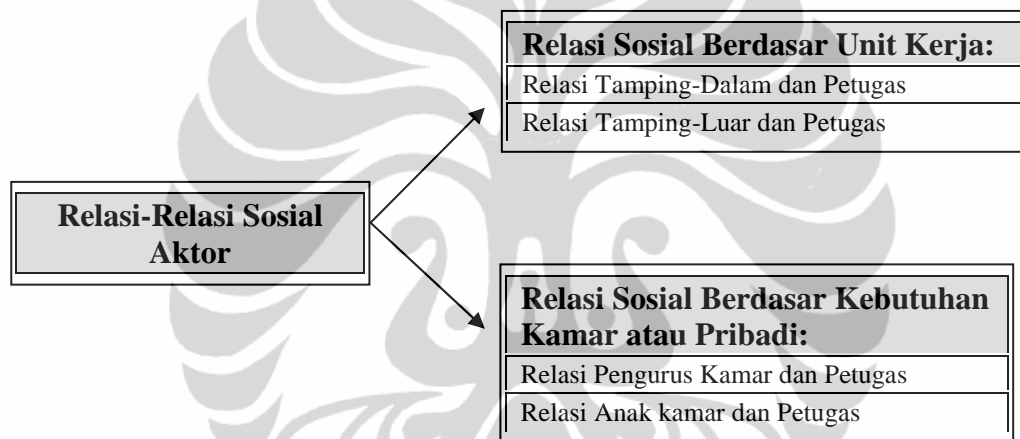 Relasi Sosial Berdasar Unit Kerja:
Relasi Tamping-Dalam dan Petugas
Relasi Tamping-Luar dan Petugas
Relasi-Relasi Sosial
Aktor
Relasi Sosial Berdasar Kebutuhan
Kamar atau Pribadi:
Relasi Pengurus Kamar dan Petugas
Relasi Anak kamar dan Petugas